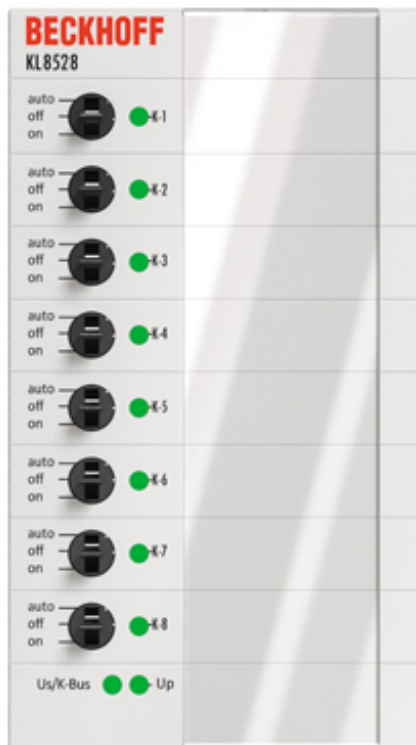 BECKHOFF
KL8528
auto
off K-1
on
auto
off K-2
on
auto
off K-3
on
auto
off K-4
on
auto
off K-5
on
auto
off K-6
on
auto
off K-7
on
auto
off K-8
on
Us/K-Bus Up